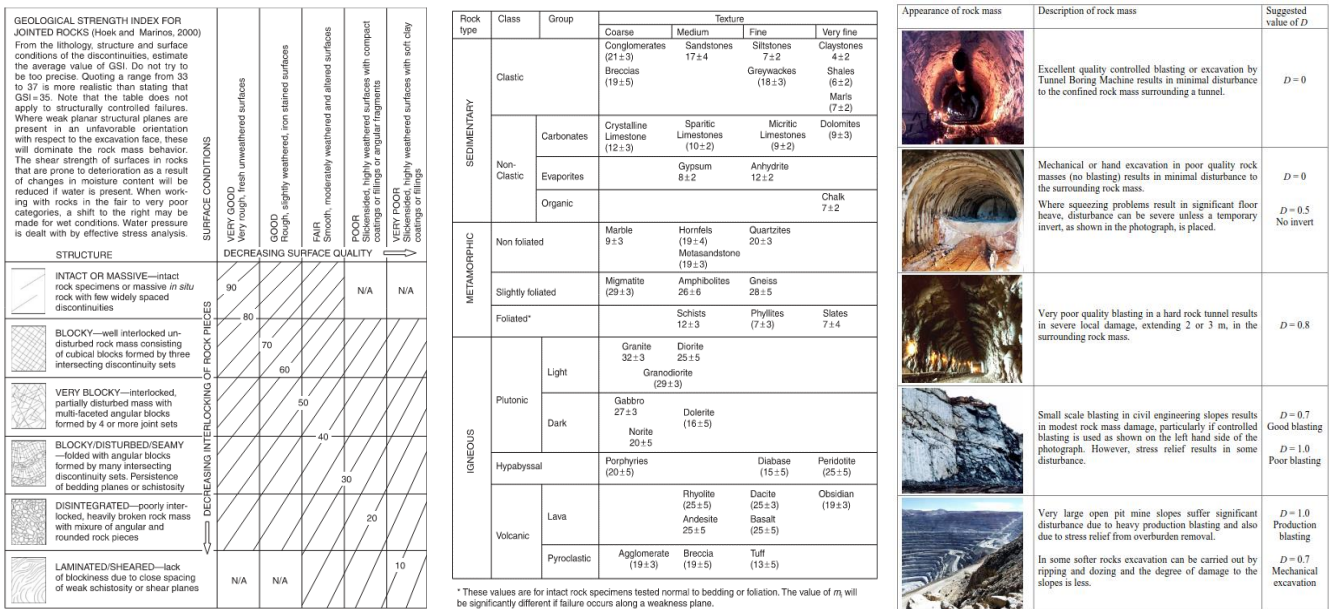 GEOLOGICAL STRENGTH INDEX FOR
JOINTED ROCKS (Hoek and Marinos, 2000)
From the lithology, structure and surface
conditions of the discontinuities, estimate
the average value of GSI. Do not try to
be too precise. Quoting a range from 33
to 37 is more realistic than stating that
GSI=35. Note that the table does not
apply to structurally controlled failures.
Where weak planar structural planes are
present in an unfavorable orientation
with respect to the excavation face, these
will dominate the rock mass behavior.
The shear strength of surfaces in rocks
that are prone to deterioration as a result
of changes in moisture content will be
reduced if water is present. When work-
ing with rocks in the fair to very poor
categories, a shift to the right may be
made for wet conditions. Water pressure
is dealt with by effective stress analysis.
STRUCTURE
SURFACE CONDITIONS
VERY GOOD
Very rough, fresh unweathered surfaces
GOOD
Rough, slightly weathered, iron stained surfaces
FAIR
Smooth, moderately weathered and altered surfaces
POOR
Slickensided, highly weathered surfaces with compact
coatings or fillings or angular fragments
VERY POOR
Slickensided, highly weathered surfaces with soft clay
coatings or fillings
DECREASING SURFACE QUALITY
DECREASING INTERLOCKING OF ROCK PIECES
INTACT OR MASSIVE—intact
rock specimens or massive in situ
rock with few widely spaced
discontinuities
90
N/A
N/A
80
BLOCKY—well interlocked un-
disturbed rock mass consisting
of cubical blocks formed by three
intersecting discontinuity sets
70
60
VERY BLOCKY—interlocked,
partially disturbed mass with
multi-faceted angular blocks
formed by 4 or more joint sets
50
BLOCKY/DISTURBED/SEAMY
—folded with angular blocks
formed by many intersecting
discontinuity sets. Persistence
of bedding planes or schistosity
40
30
DISINTEGRATED—poorly inter-
locked, heavily broken rock mass
with mixture of angular and
rounded rock pieces
20
LAMINATED/SHEARED—lack
of blockiness due to close spacing
of weak schistosity or shear planes
N/A
N/A
10
Rock type
Class
Group
Texture
Coarse
Medium
Fine
Very fine
SEDIMENTARY
Clastic
Conglomerates
(21±3)
Sandstones
17±4
Siltstones
7±2
Claystones
4±2
Breccias
(19±5)
Greywackes
(18±3)
Shales
(6±2)
Marls
(7±2)
Non-
Clastic
Carbonates
Crystalline
Limestone
(12±3)
Sparitic
Limestones
(10±2)
Micritic
Limestones
(9±2)
Dolomites
(9±3)
Evaporites
Gypsum
8±2
Anhydrite
12±2
Organic
Chalk
7±2
METAMORPHIC
Non foliated
Marble
9±3
Hornfels
(19±4)
Metasandstone
(19±3)
Quartzites
20±3
Slightly foliated
Migmatite
(29±3)
Amphibolites
26±6
Gneiss
28±5
Foliated*
Schists
12±3
Phyllites
(7±3)
Slates
7±4
IGNEOUS
Plutonic
Light
Granite
32±3
Diorite
25±5
Granodiorite
(29±3)
Dark
Gabbro
27±3
Dolerite
(16±5)
Norite
20±5
Hypabyssal
Porphyries
(20±5)
Diabase
(15±5)
Peridotite
(25±5)
Volcanic
Lava
Rhyolite
(25±5)
Dacite
(25±3)
Obsidian
(19±3)
Andesite
25±5
Basalt
(25±5)
Pyroclastic
Agglomerate
(19±3)
Breccia
(19±5)
Tuff
(13±5)
* These values are for intact rock specimens tested normal to bedding or foliation. The value of mi will
be significantly different if failure occurs along a weakness plane.
Appearance of rock mass
Description of rock mass
Suggested
value of D
Excellent quality controlled blasting or excavation by
Tunnel Boring Machine results in minimal disturbance
to the confined rock mass surrounding a tunnel.
D = 0
Mechanical or hand excavation in poor quality rock
masses (no blasting) results in minimal disturbance to
the surrounding rock mass.
D = 0
Where squeezing problems result in significant floor
heave, disturbance can be severe unless a temporary
invert, as shown in the photograph, is placed.
D = 0.5
No invert
Very poor quality blasting in a hard rock tunnel results
in severe local damage, extending 2 or 3 m, in the
surrounding rock mass.
D = 0.8
Small scale blasting in civil engineering slopes results
in modest rock mass damage, particularly if controlled
blasting is used as shown on the left hand side of the
photograph. However, stress relief results in some
disturbance.
D = 0.7
Good blasting
D = 1.0
Poor blasting
Very large open pit mine slopes suffer significant
disturbance due to heavy production blasting and also
due to stress relief from overburden removal.
D = 1.0
Production
blasting
In some softer rocks excavation can be carried out by
ripping and dozing and the degree of damage to the
slopes is less.
D = 0.7
Mechanical
excavation